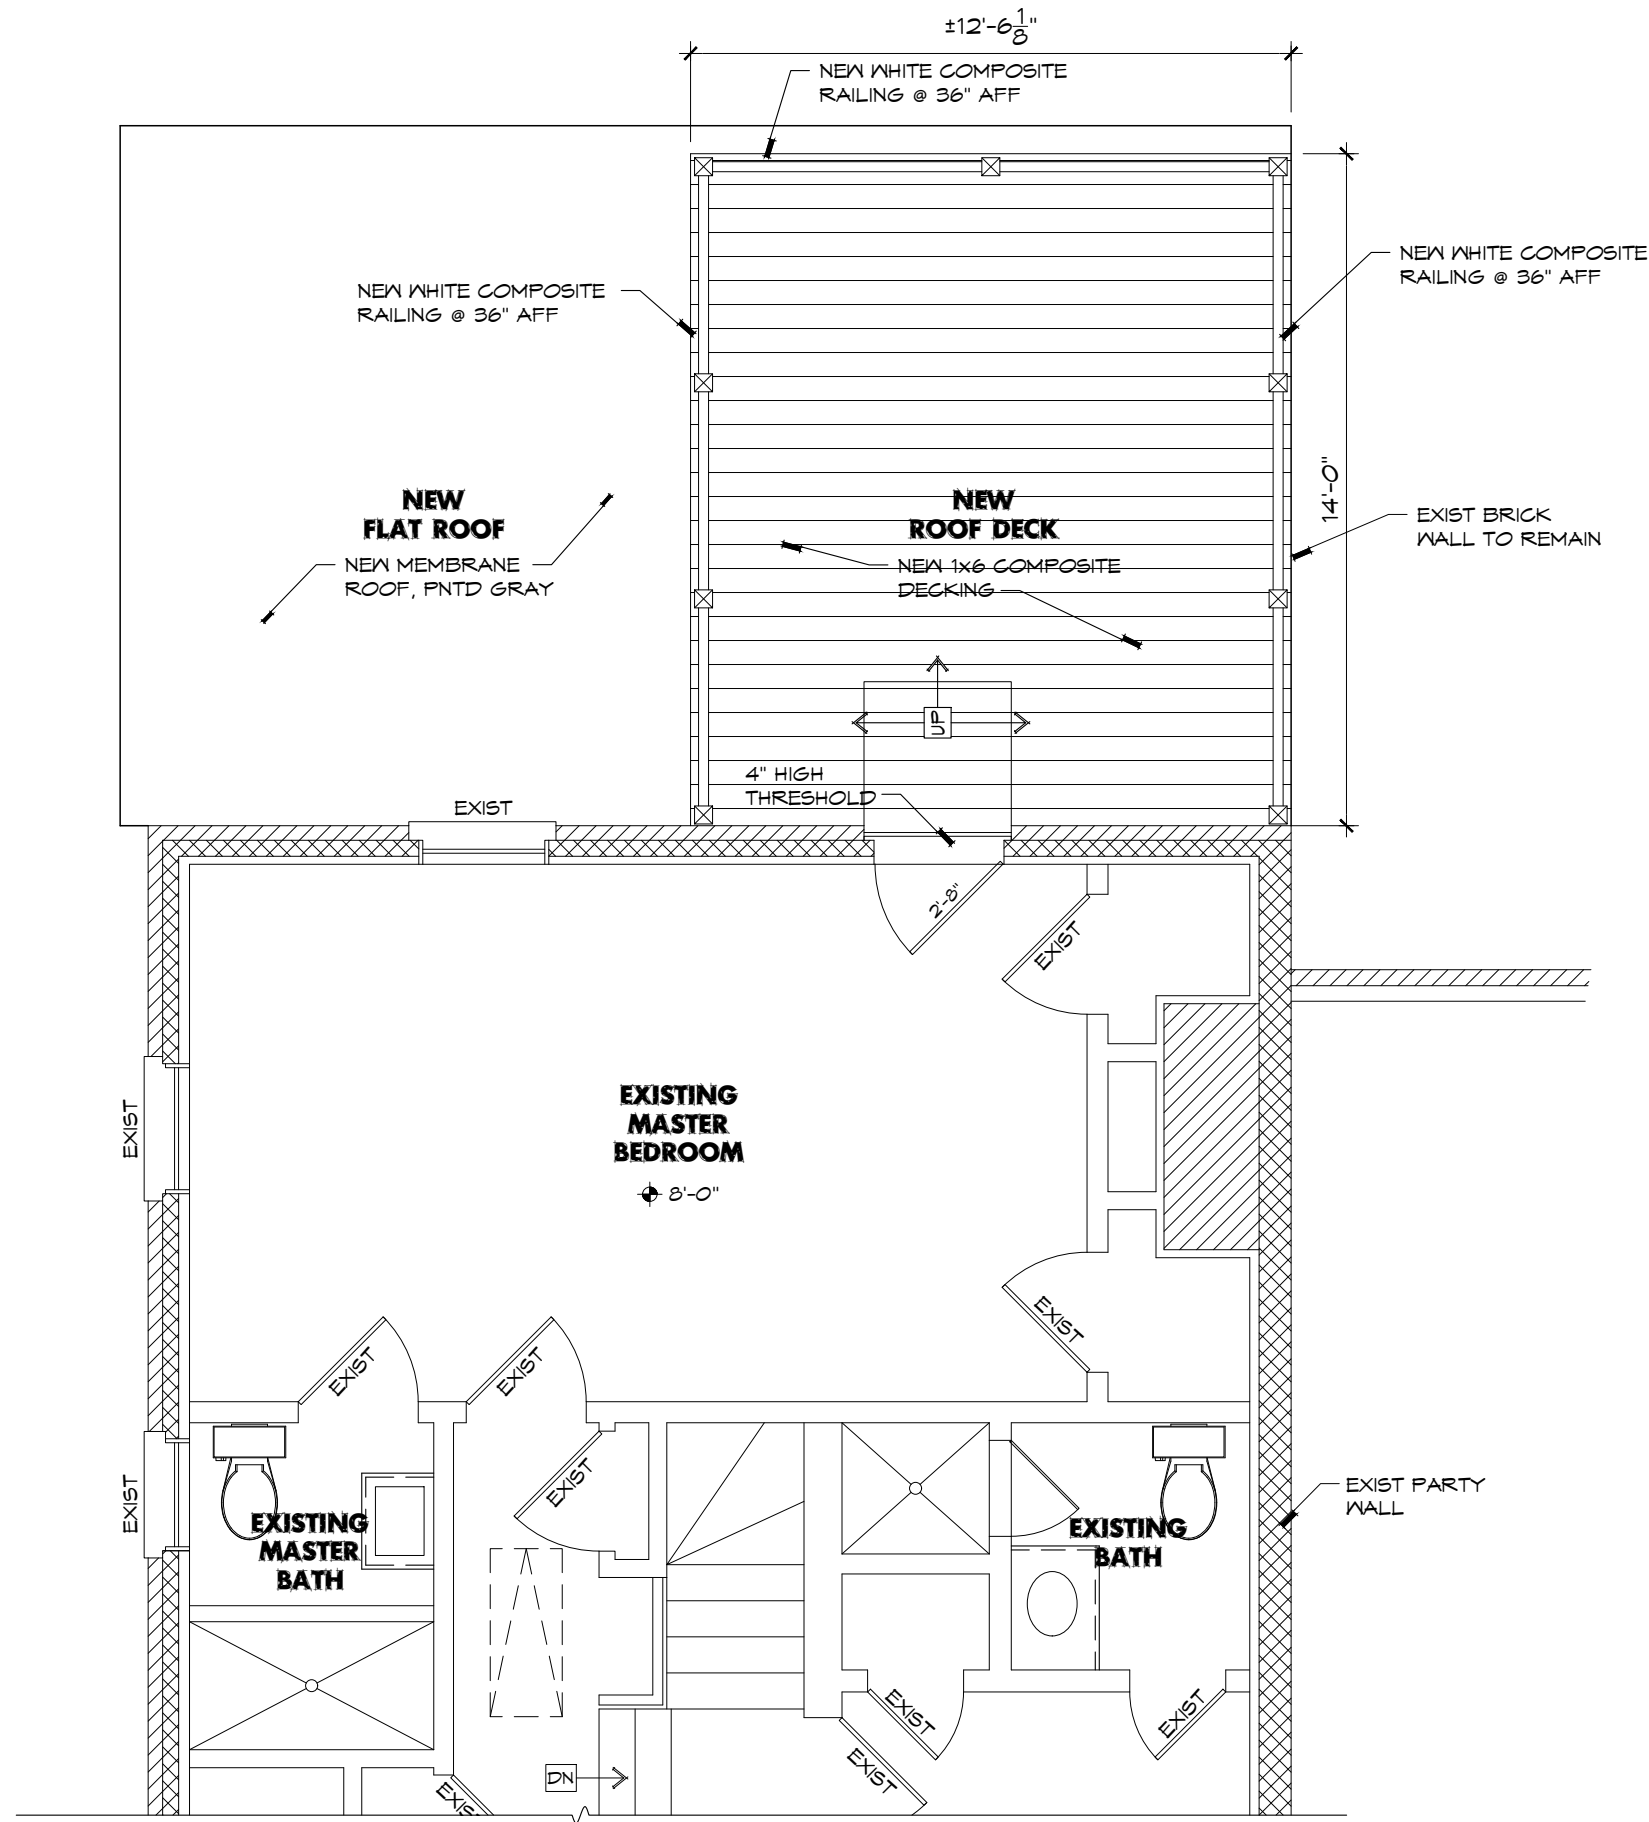 ±12'-6 1/8"
NEW WHITE COMPOSITE
RAILING @ 36" AFF
NEW WHITE COMPOSITE
RAILING @ 36" AFF
NEW WHITE COMPOSITE
RAILING @ 36" AFF
14'-0"
NEW
FLAT ROOF
NEW MEMBRANE
ROOF, PNTD GRAY
NEW
ROOF DECK
NEW 1x6 COMPOSITE
DECKING
EXIST BRICK
WALL TO REMAIN
UP
4" HIGH
THRESHOLD
EXIST
2'-8"
EXIST
EXIST
EXISTING
MASTER
BEDROOM
8'-0"
EXIST
EXIST
EXIST
EXIST
EXIST
EXIST PARTY
WALL
EXISTING
MASTER
BATH
EXISTING
BATH
EXIST
EXIST
EXIST
DN
EXIS